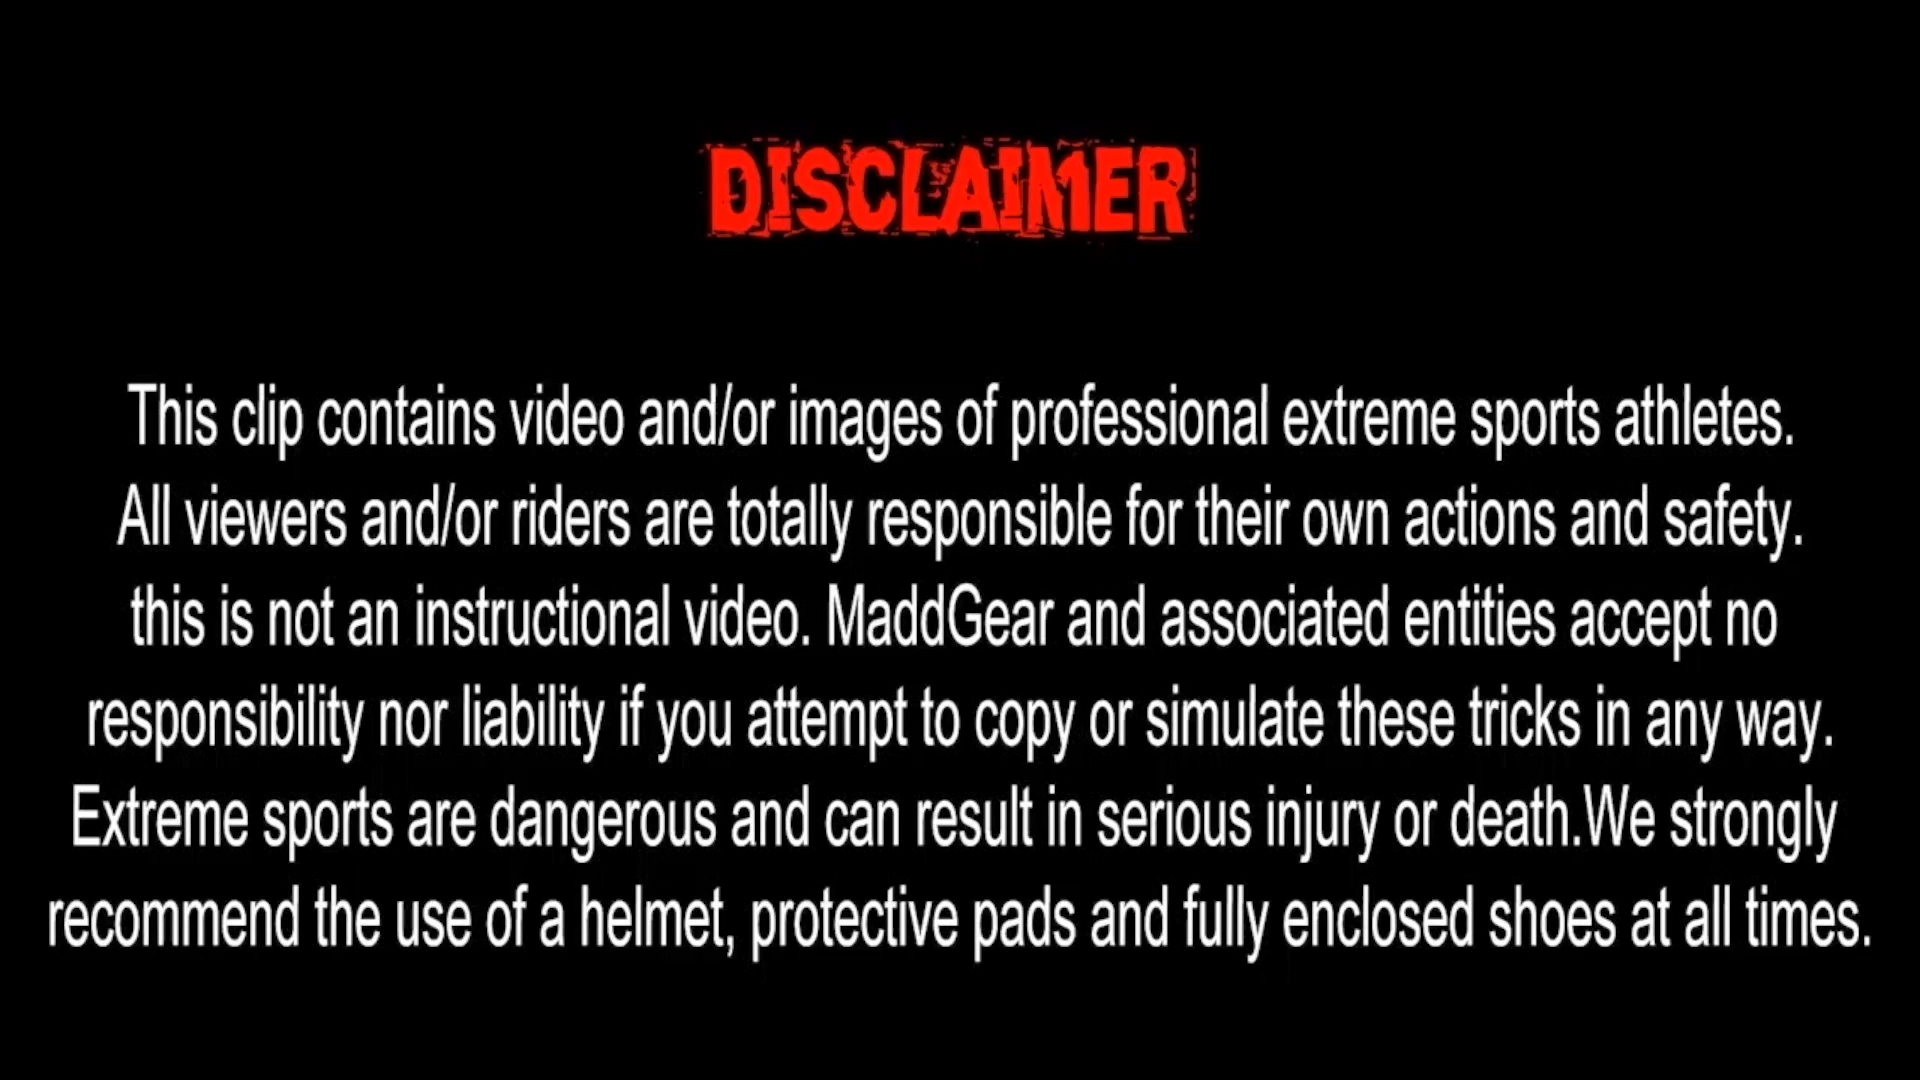 DISCLAIMER
This clip contains video and/or images of professional extreme sports athletes.
All viewers and/or riders are totally responsible for their own actions and safety.
this is not an instructional video. MaddGear and associated entities accept no
responsibility nor liability if you attempt to copy or simulate these tricks in any way.
Extreme sports are dangerous and can result in serious injury or death.We strongly
recommend the use of a helmet, protective pads and fully enclosed shoes at all times.